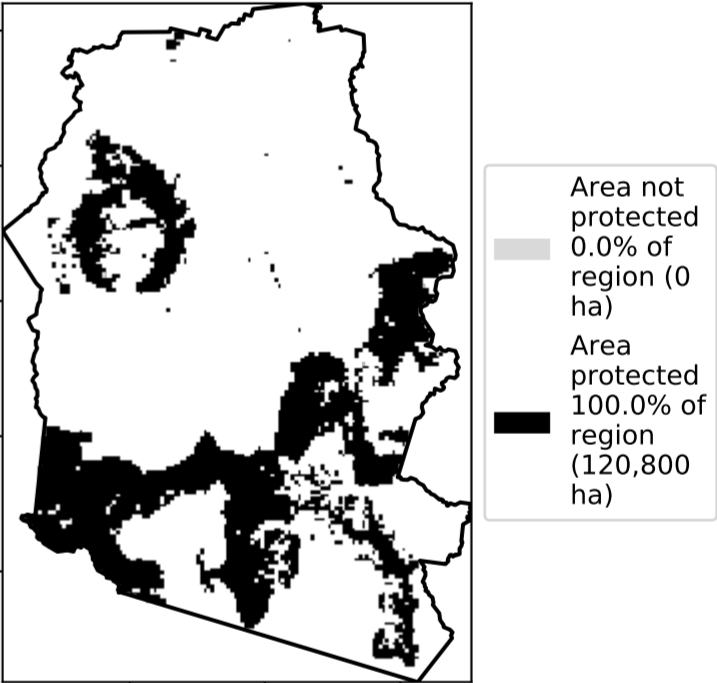 Area not
protected
0.0% of
region (0
ha)
Area
protected
100.0% of
region
(120,800
ha)